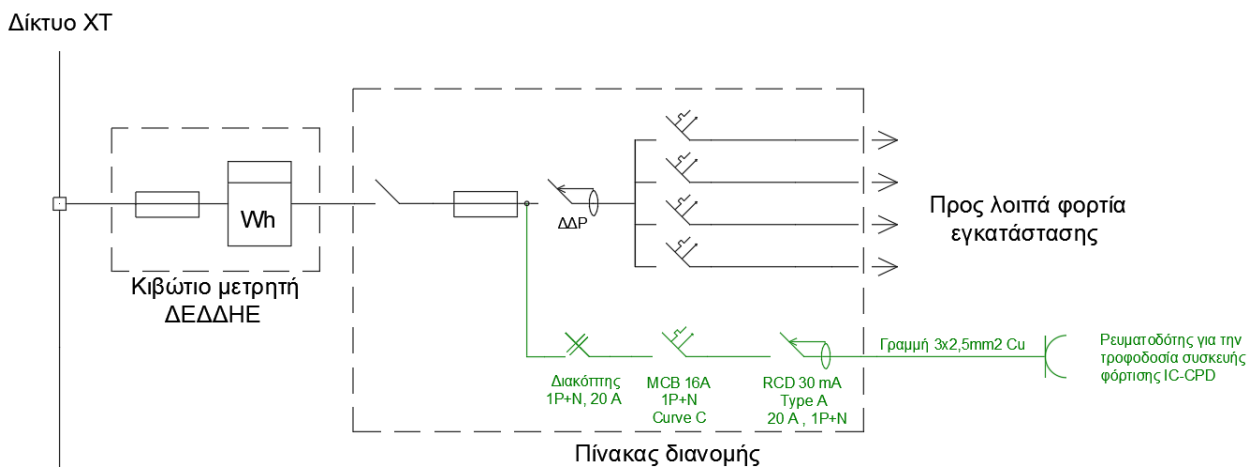 Δίκτυο ΧΤ
Wh
Κιβώτιο μετρητή
ΔΕΔΔΗΕ
ΔΔΡ
Προς λοιπά φορτία
εγκατάστασης
Διακόπτης
1P+N, 20 A
MCB 16A
1P+N
Curve C
RCD 30 mA
Type A
20 A , 1P+N
Γραμμή 3x2,5mm2 Cu
Ρευματοδότης για την
τροφοδοσία συσκευής
φόρτισης IC-CPD
Πίνακας διανομής